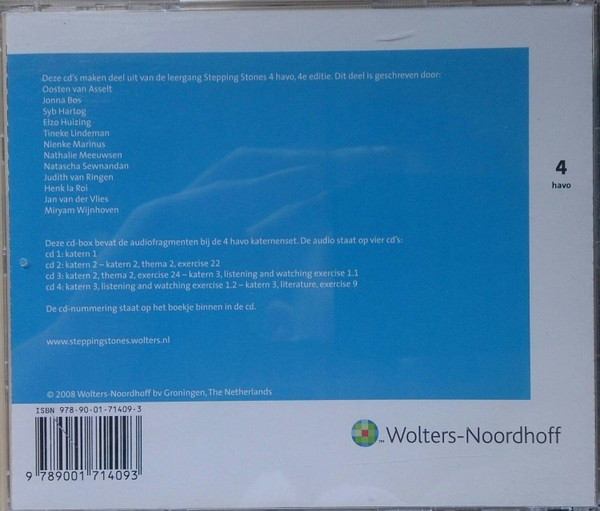 Deze cd's maken deel uit van de leergang Stepping Stones 4 havo, 4e editie. Dit deel is geschreven door:
Oosten van Asselt
Jonna Bos
Syb Hartog
Elzo Huizing
Tineke Lindeman
Nienke Marinus
Nathalie Meeuwsen
Natascha Sewnandan
Judith van Ringen
Henk la Roi
Jan van der Vlies
Miryam Wijnhoven
4
havo
Deze cd-box bevat de audiofragmenten bij de 4 havo katernenset. De audio staat op vier cd's:
cd 1: katern 1
cd 2: katern 2 – katern 2, thema 2, exercise 22
cd 3: katern 2, thema 2, exercise 24 – katern 3, listening and watching exercise 1.1
cd 4: katern 3, listening and watching exercise 1.2 – katern 3, literature, exercise 9
De cd-nummering staat op het boekje binnen in de cd.
www.steppingstones.wolters.nl
© 2008 Wolters-Noordhoff bv Groningen, The Netherlands
ISBN 978-90-01-71409-3
9 789001 714093
™ Wolters-Noordhoff